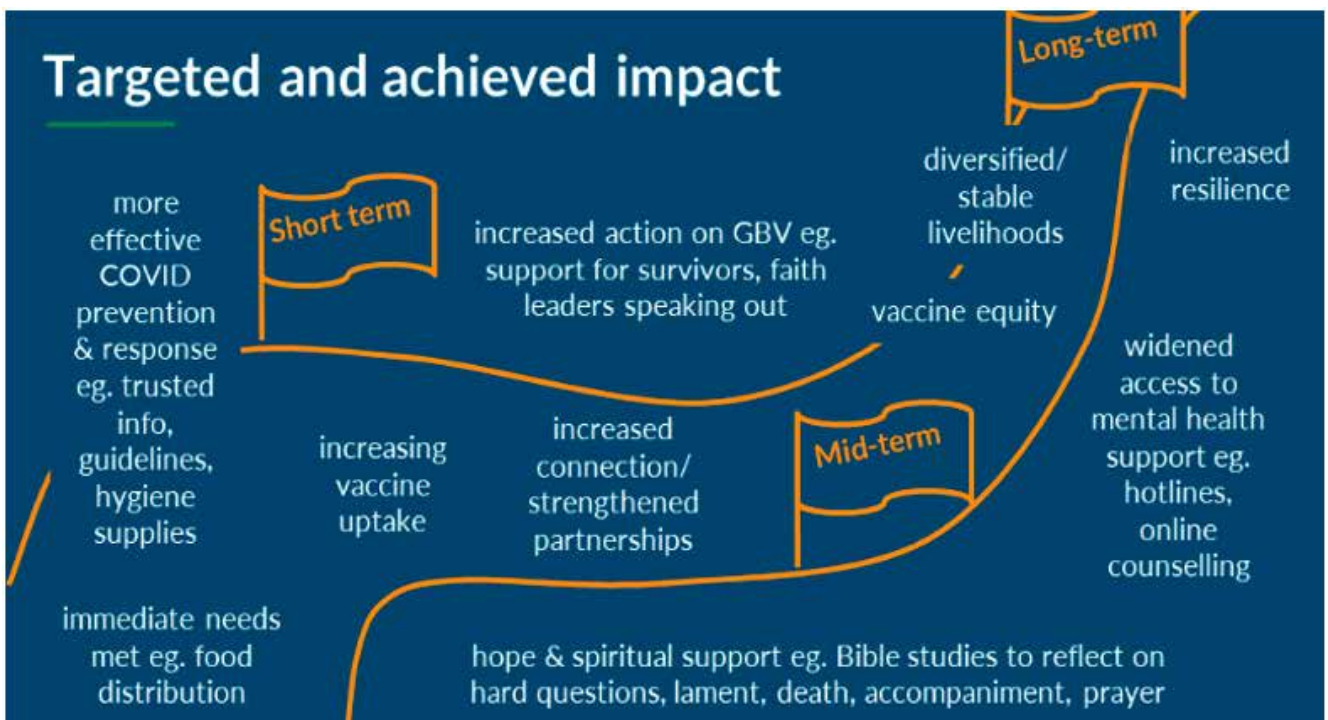 Targeted and achieved impact
Long-term
more
effective
COVID
prevention
& response
eg. trusted
info,
guidelines,
hygiene
supplies
Short term
increased action on GBV eg.
support for survivors, faith
leaders speaking out
diversified/
stable
livelihoods
vaccine equity
increased
resilience
immediate needs
met eg. food
distribution
increasing
vaccine
uptake
increased
connection/
strengthened
partnerships
Mid-term
widened
access to
mental health
support eg.
hotlines,
online
counselling
hope & spiritual support eg. Bible studies to reflect on
hard questions, lament, death, accompaniment, prayer